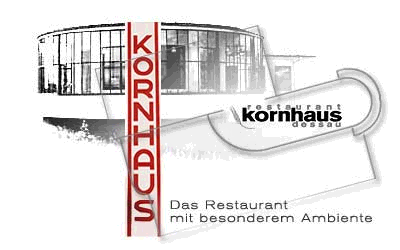 KORNHAUS
restaurant
kornhaus
dessau
Das Restaurant
mit besonderem Ambiente